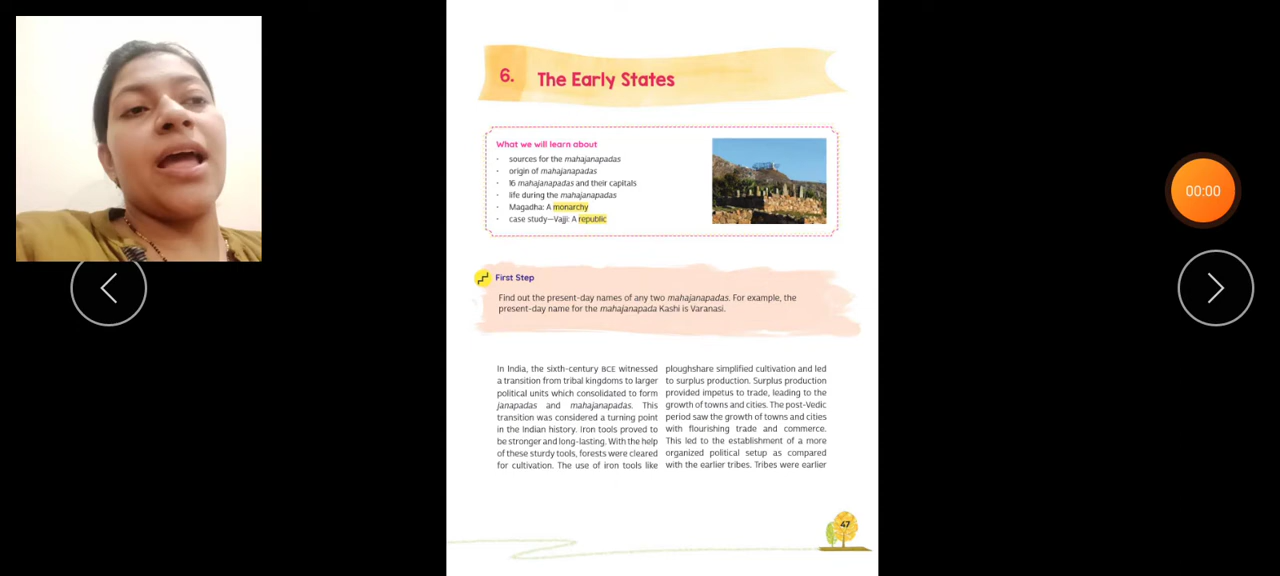 00:00
6.
The Early States
What we will learn about
· sources for the mahajanapadas
· origin of mahajanapadas
· 16 mahajanapadas and their capitals
· life during the mahajanapadas
· Magadha: A monarchy
· case study—Vajji: A republic
First Step
Find out the present-day names of any two mahajanapadas. For example, the
present-day name for the mahajanapada Kashi is Varanasi.
In India, the sixth-century BCE witnessed
a transition from tribal kingdoms to larger
political units which consolidated to form
janapadas and mahajanapadas. This
transition was considered a turning point
in the Indian history. Iron tools proved to
be stronger and long-lasting. With the help
of these sturdy tools, forests were cleared
for cultivation. The use of iron tools like
ploughshare simplified cultivation and led
to surplus production. Surplus production
provided impetus to trade, leading to the
growth of towns and cities. The post-Vedic
period saw the growth of towns and cities
with flourishing trade and commerce.
This led to the establishment of a more
organized political setup as compared
with the earlier tribes. Tribes were earlier
47